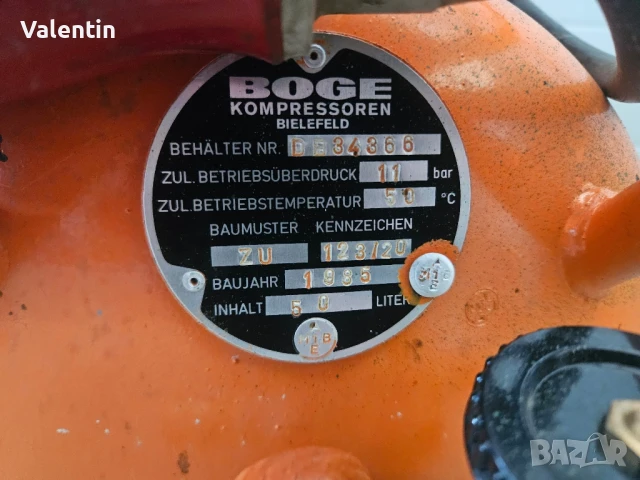 Valentin
BOGE
KOMPRESSOREN
BIELEFELD
BEHÄLTER NR. DE34366
ZUL. BETRIEBSÜBERDRUCK 11 bar
ZUL. BETRIEBSTEMPERATUR 50 °C
BAUMUSTER KENNZEICHEN
ZU 123/20
BAUJAHR 1985
INHALT 50 LITER
BAZAR